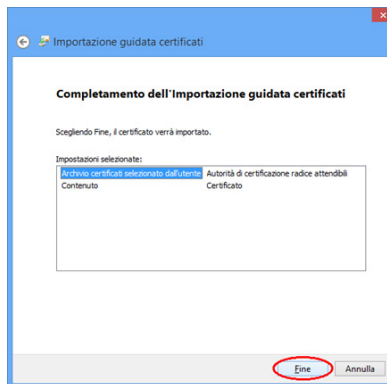 Importazione guidata certificati
Completamento dell'Importazione guidata certificati
Scegliendo Fine, il certificato verrà importato.
Impostazioni selezionate:
Archivio certificati selezionato dall'utente Autorità di certificazione radice attendibili
Contenuto Certificato
Fine Annulla